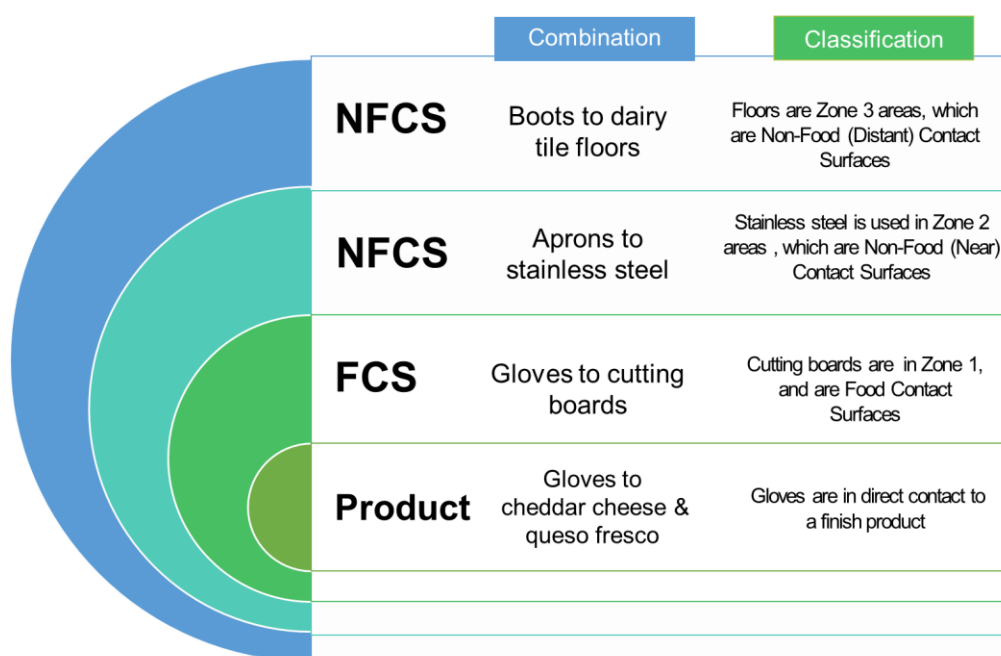 Combination
Classification
NFCS
Boots to dairy
tile floors
Floors are Zone 3 areas, which
are Non-Food (Distant) Contact
Surfaces
NFCS
Aprons to
stainless steel
Stainless steel is used in Zone 2
areas , which are Non-Food (Near)
Contact Surfaces
FCS
Gloves to cutting
boards
Cutting boards are in Zone 1,
and are Food Contact
Surfaces
Product
Gloves to
cheddar cheese &
queso fresco
Gloves are in direct contact to
a finish product